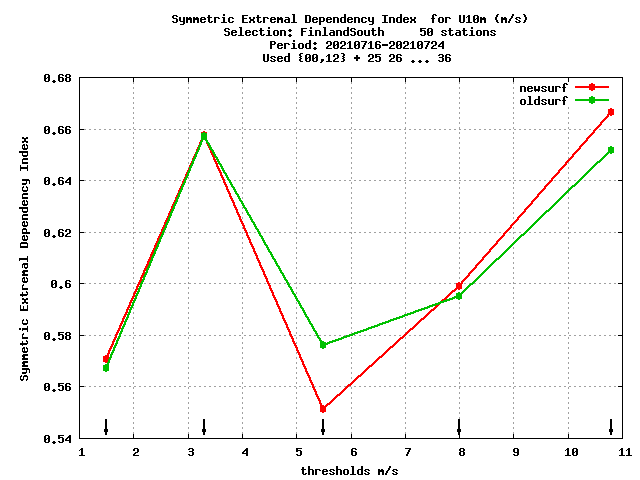 Symmetric Extremal Dependency Index  for U10m (m/s)
Selection: FinlandSouth     50 stations
Period: 20210716-20210724
Used {00,12} + 25 26 ... 36
newsurf
oldsurf
Symmetric Extremal Dependency Index
0.68
0.66
0.64
0.62
0.6
0.58
0.56
0.54
1 2 3 4 5 6 7 8 9 10 11
thresholds m/s